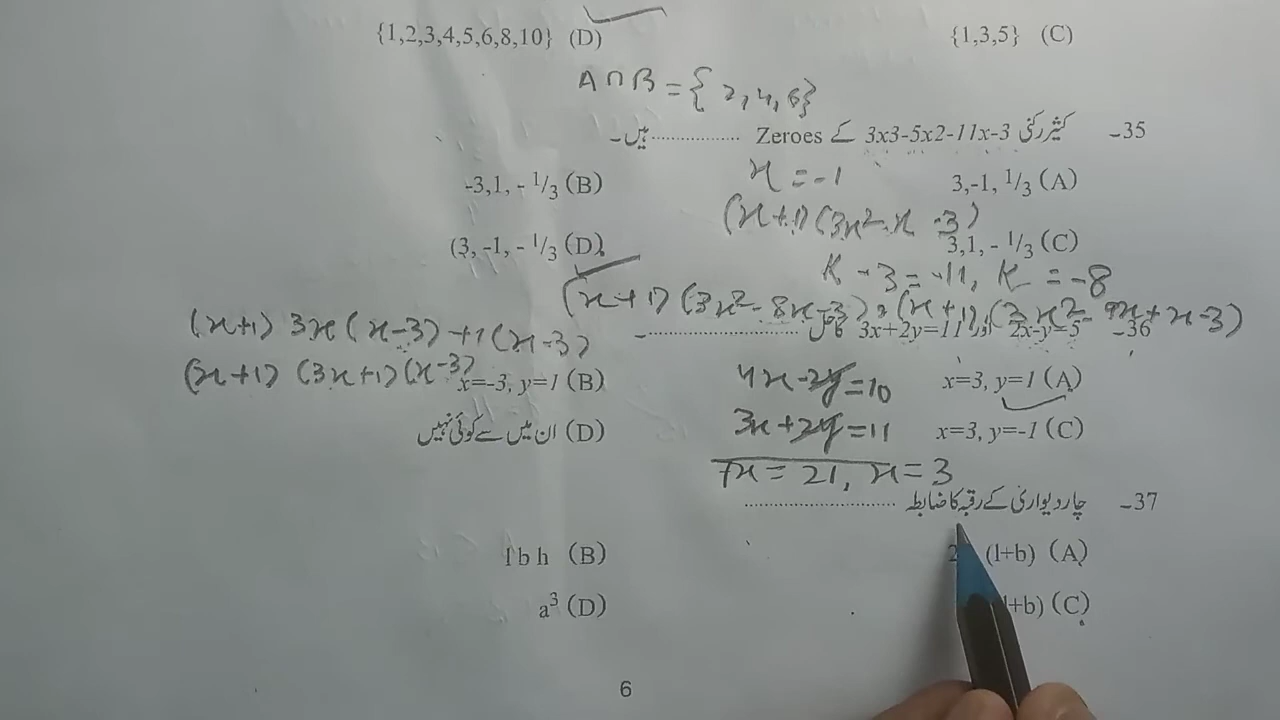 (C) {1,3,5} (D) {1,2,3,4,5,6,8,10}
A∩B = {2,4,6}
35۔ کثیر رکنی 3x3-5x2-11x-3 کے Zeroes .................. ہیں۔
(A) 3,-1, 1/3 (B) -3,1, - 1/3
x = -1
(x+1)(3x²-x -3)
(C) 3,1, - 1/3 (D) (3, -1, - 1/3
K - 3 = -11, K = -8
(x+1)(3x²-8x-3), (x+1)(3x²-9x+x-3)
(x+1) 3x(x-3)+1(x-3)
36۔ 2x-y=5 اور 3x+2y=11 کا حل ..............................۔
(x+1) (3x+1)(x-3)
(A) x=3, y=1 (B) x=-3, y=1
4x-2y=10
(C) x=3, y=-1 (D) ان میں سے کوئی نہیں
3x+2y=11
7x = 21, x = 3
37۔ چار دیواری کے رقبہ کا ضابطہ ..............................
(A) 2 (l+b) (B) l b h
(C) l+b) (D) a³
6